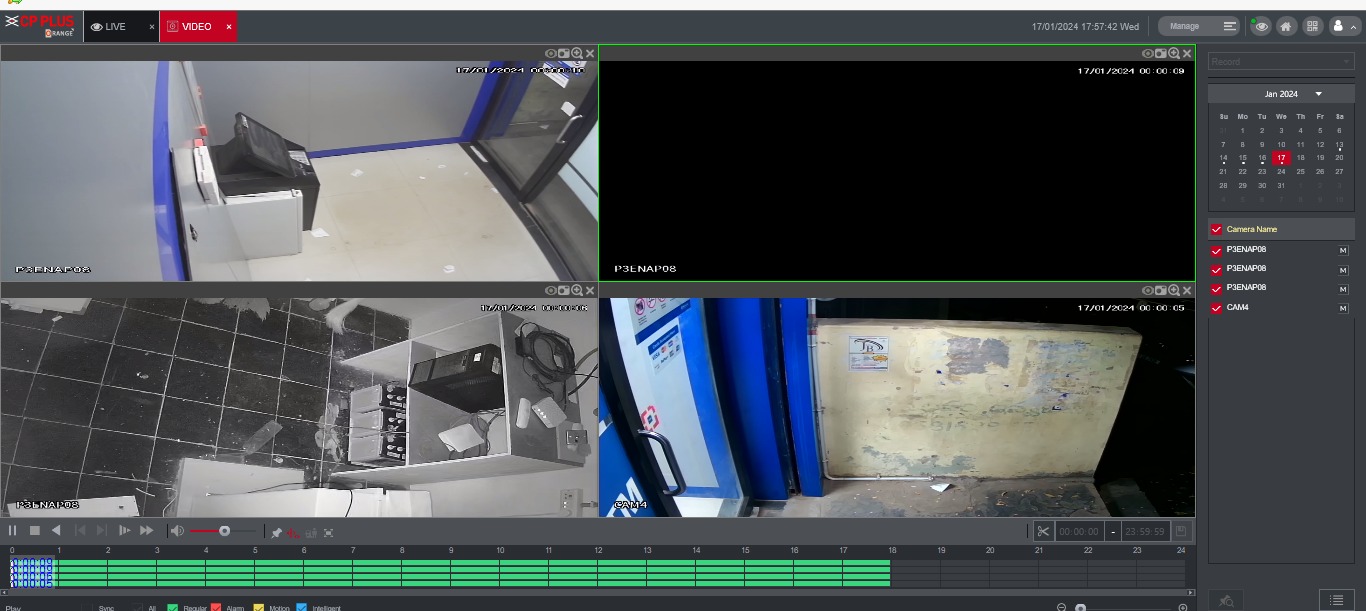 CP PLUS
ORANGE
LIVE
VIDEO
17/01/2024 17:57:42 Wed
Manage
17/01/2024 00:00:10
P3ENAP08
17/01/2024 00:00:09
P3ENAP08
17/01/2024 00:00:06
P3ENAP08
17/01/2024 00:00:05
JB
VISA
CAM4
Record
Jan 2024
Su Mo Tu We Th Fr Sa
31 1 2 3 4 5 6
7 8 9 10 11 12 13
14 15 16 17 18 19 20
21 22 23 24 25 26 27
28 29 30 31 1 2 3
4 5 6 7 8 9 10
Camera Name
P3ENAP08 M
P3ENAP08 M
P3ENAP08 M
CAM4 M
00:00:00 - 23:59:59
0 1 2 3 4 5 6 7 8 9 10 11 12 13 14 15 16 17 18 19 20 21 22 23 24
Play
Sync
All
Regular
Alarm
Motion
Intelligent